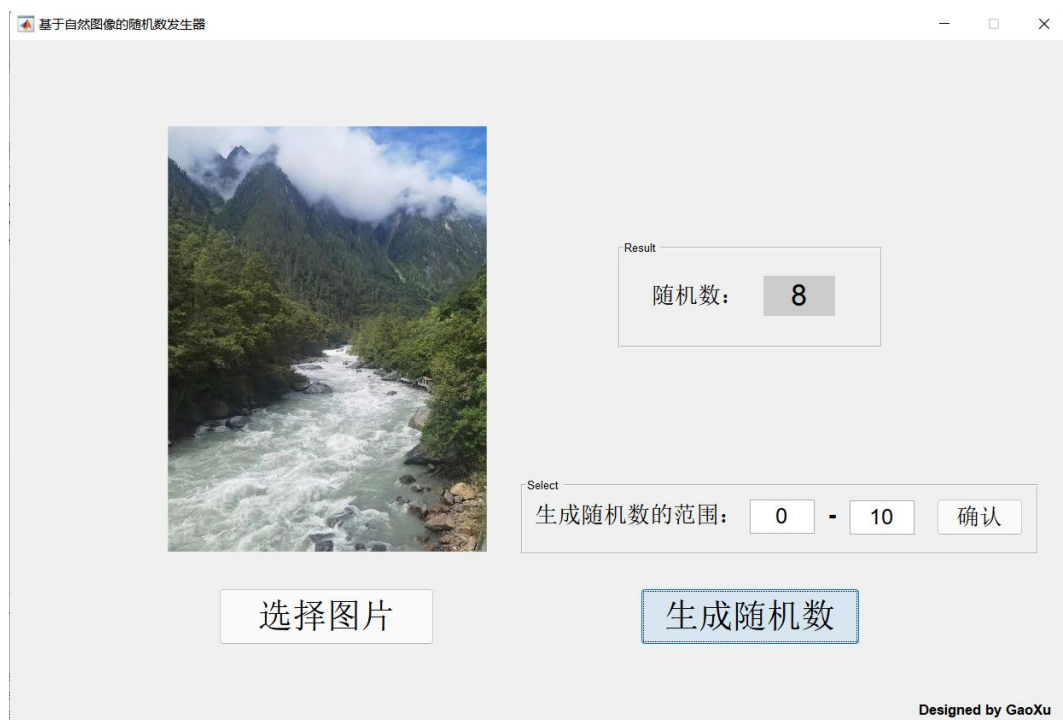 基于自然图像的随机数发生器
Result
随机数： 8
Select
生成随机数的范围： 0 - 10 确认
选择图片 生成随机数
Designed by GaoXu